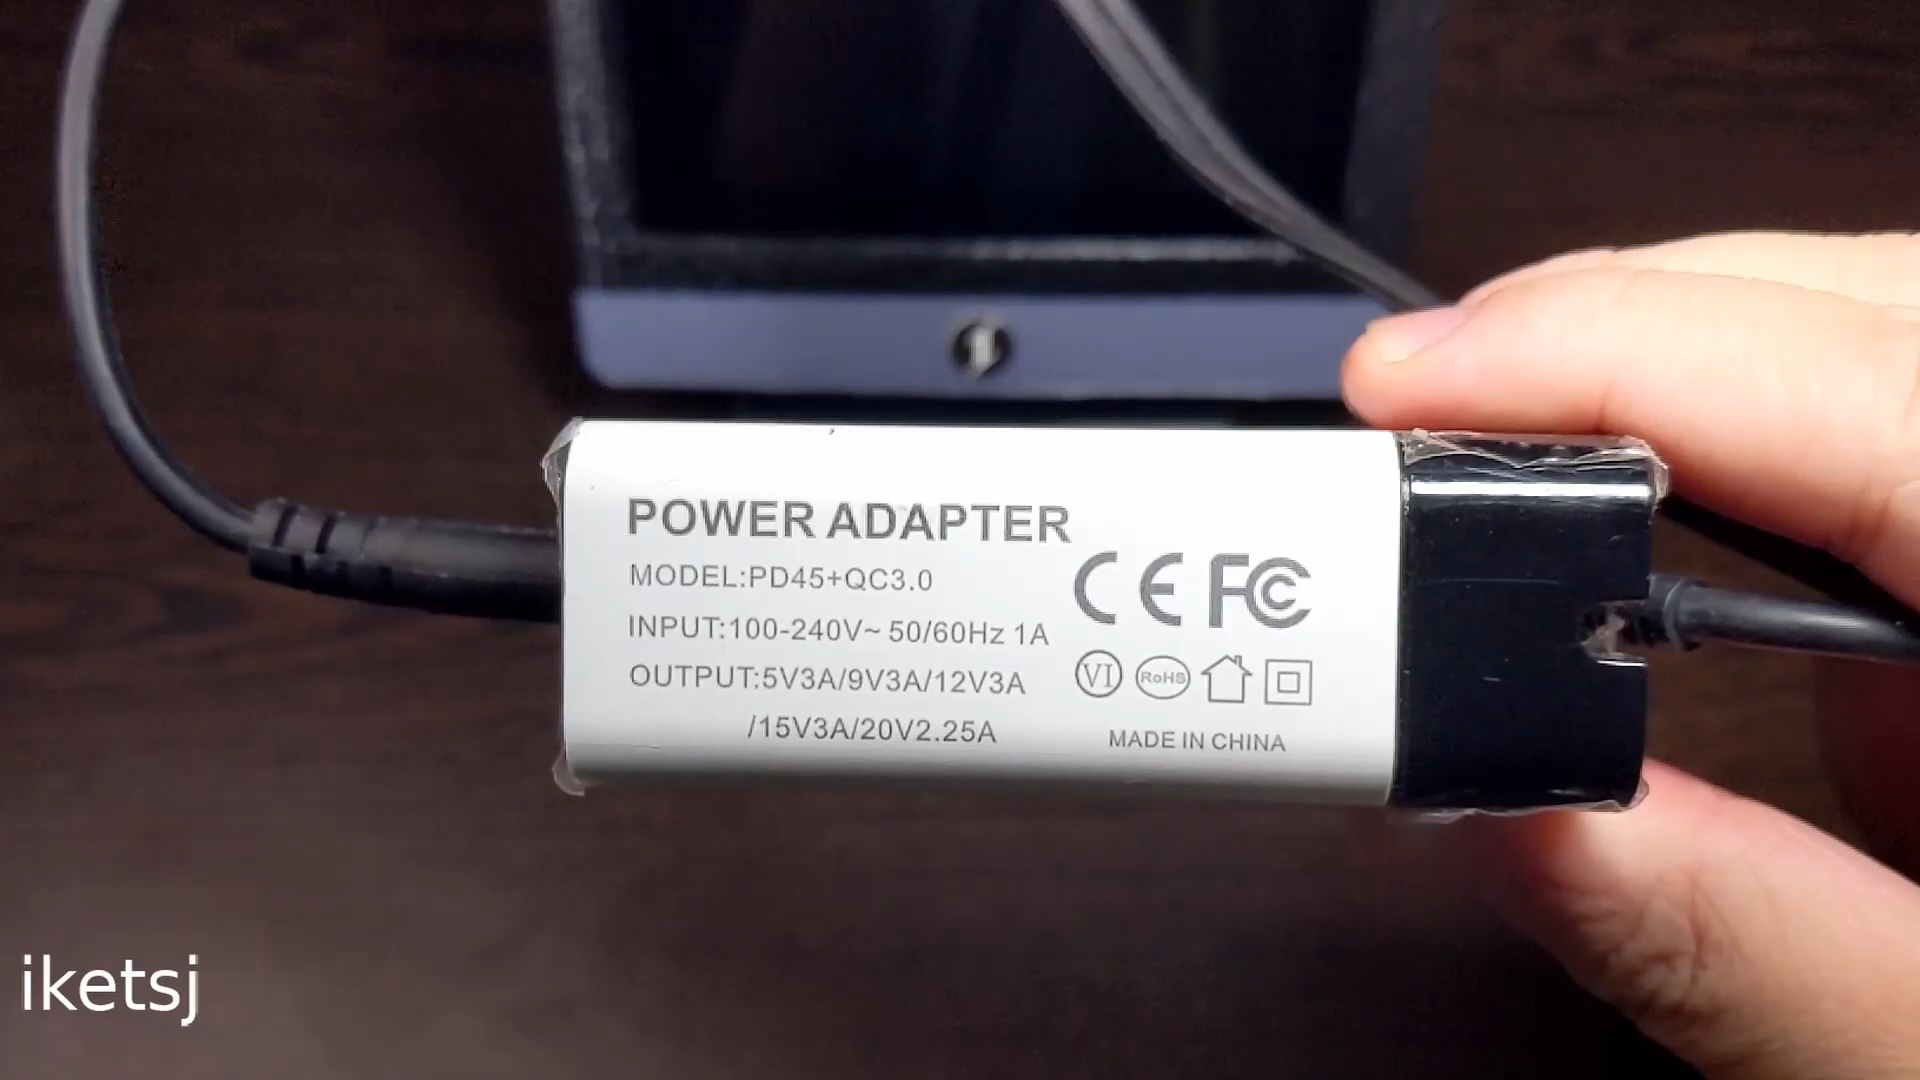 POWER ADAPTER
MODEL:PD45+QC3.0
INPUT:100-240V~ 50/60Hz 1A
OUTPUT:5V3A/9V3A/12V3A
/15V3A/20V2.25A
CE FC
VI RoHS
MADE IN CHINA
iketsj